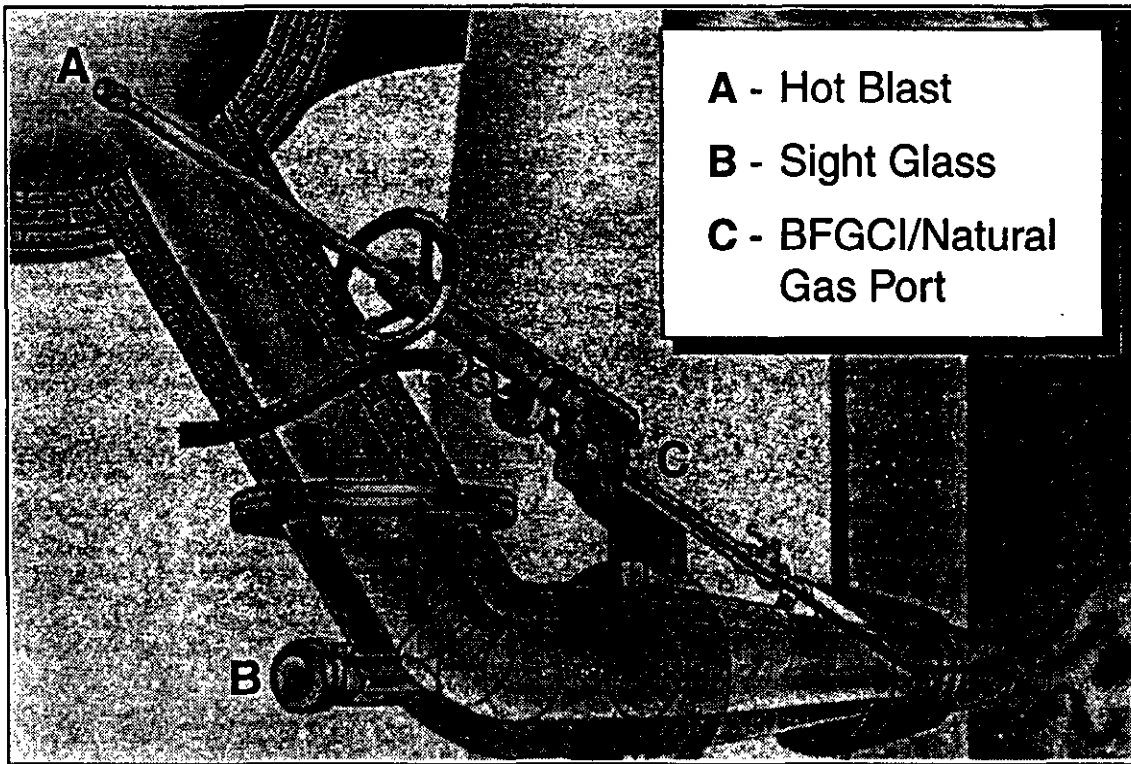 A
A - Hot Blast
B - Sight Glass
C - BFGCI/Natural
Gas Port
C
B